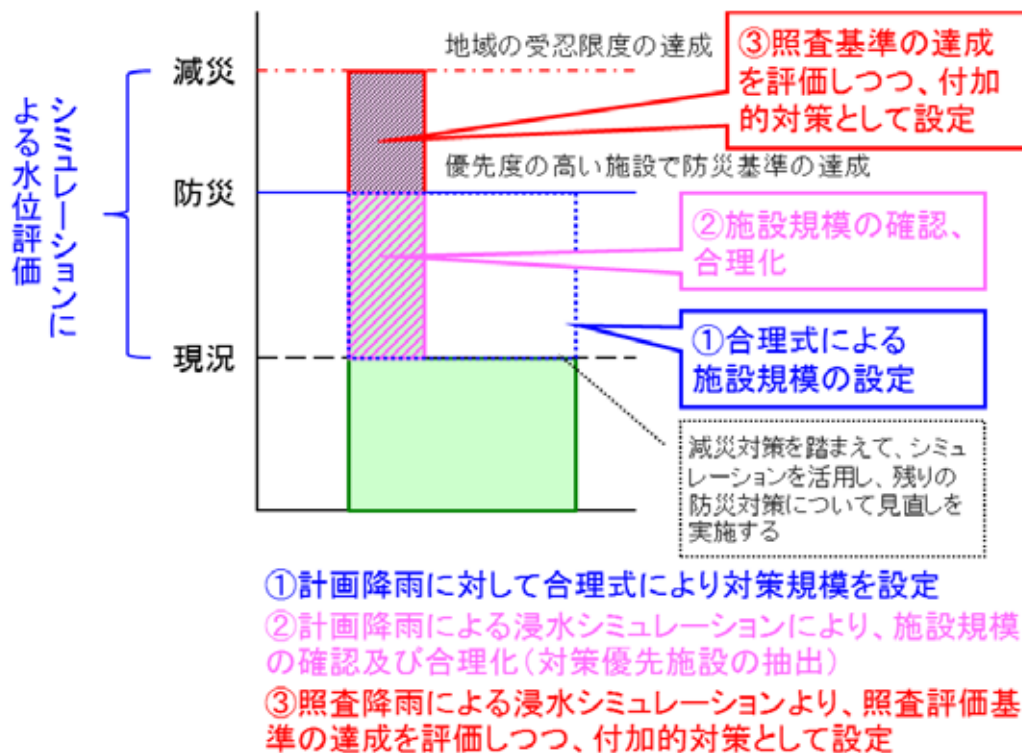 地域の受忍限度の達成
③照査基準の達成
を評価しつつ、付加
的対策として設定
減災
シミュレーションに
よる水位評価
優先度の高い施設で防災基準の達成
防災
②施設規模の確認、
合理化
①合理式による
施設規模の設定
現況
減災対策を踏まえて、シミュ
レーションを活用し、残りの
防災対策について見直しを
実施する
①計画降雨に対して合理式により対策規模を設定
②計画降雨による浸水シミュレーションにより、施設規模
の確認及び合理化(対策優先施設の抽出)
③照査降雨による浸水シミュレーションより、照査評価基
準の達成を評価しつつ、付加的対策として設定